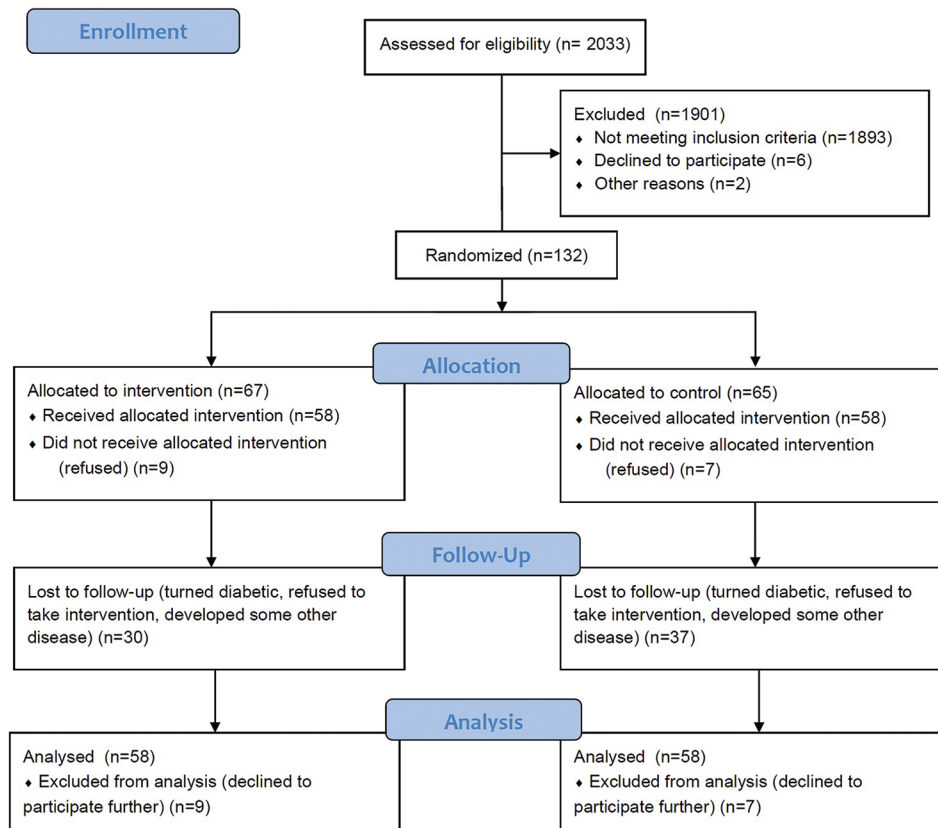 Enrollment
Assessed for eligibility (n= 2033)
Excluded (n=1901)
♦ Not meeting inclusion criteria (n=1893)
♦ Declined to participate (n=6)
♦ Other reasons (n=2)
Randomized (n=132)
Allocation
Allocated to intervention (n=67)
♦ Received allocated intervention (n=58)
♦ Did not receive allocated intervention
(refused) (n=9)
Allocated to control (n=65)
♦ Received allocated intervention (n=58)
♦ Did not receive allocated intervention
(refused) (n=7)
Follow-Up
Lost to follow-up (turned diabetic, refused to
take intervention, developed some other
disease) (n=30)
Lost to follow-up (turned diabetic, refused to
take intervention, developed some other
disease) (n=37)
Analysis
Analysed (n=58)
♦ Excluded from analysis (declined to
participate further) (n=9)
Analysed (n=58)
♦ Excluded from analysis (declined to
participate further) (n=7)